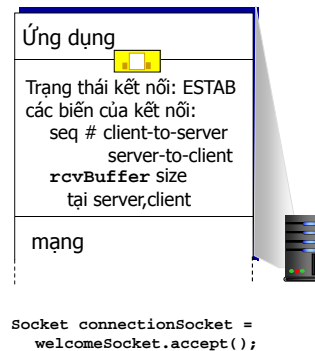 Ứng dụng
Trạng thái kết nối: ESTAB
các biến của kết nối:
seq # client-to-server
server-to-client
rcvBuffer size
tại server,client
mạng
Socket connectionSocket =
welcomeSocket.accept();